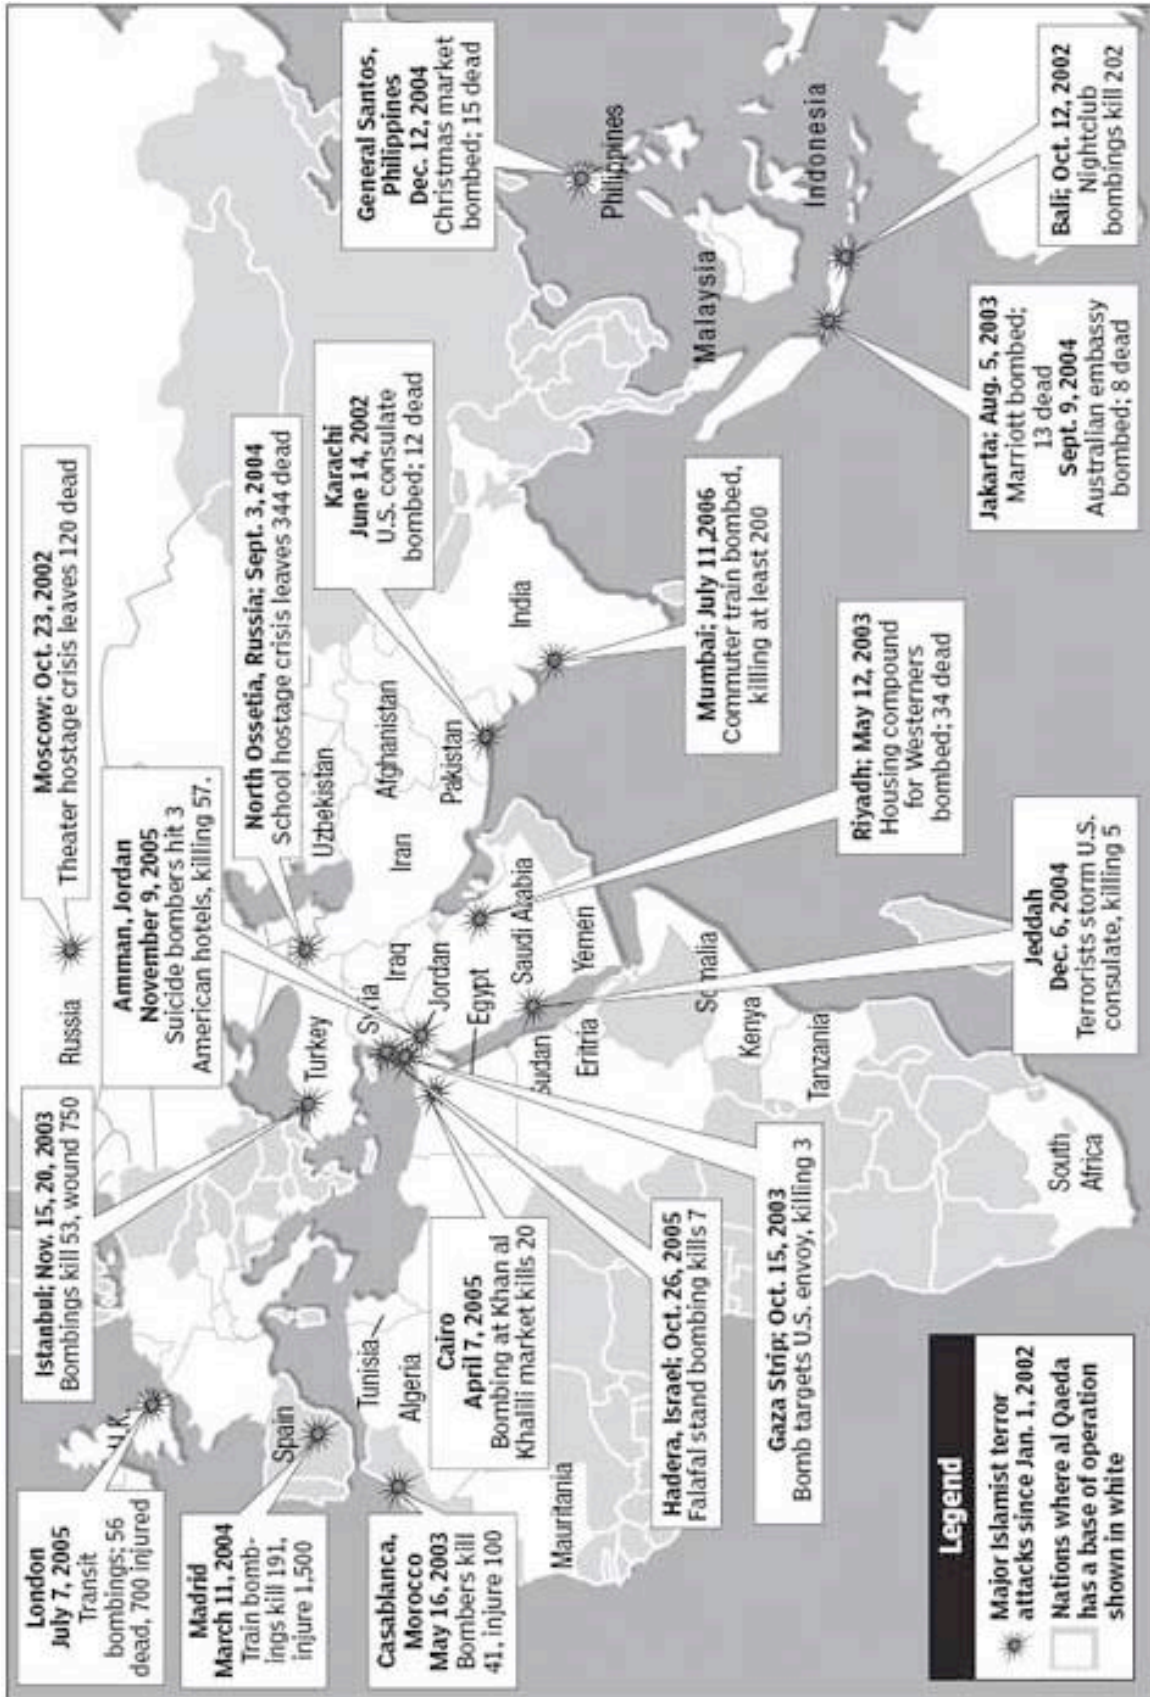 London
July 7, 2005
Transit
bombings; 56
dead, 700 injured
Madrid
March 11, 2004
Train bomb-
ings kill 191,
injure 1,500
Casablanca,
Morocco
May 16, 2003
Bombers kill
41, injure 100
Istanbul; Nov. 15, 20, 2003
Bombings kill 53, wound 750
Amman, Jordan
November 9, 2005
Suicide bombers hit 3
American hotels, killing 57.
Moscow; Oct. 23, 2002
Theater hostage crisis leaves 120 dead
North Ossetia, Russia; Sept. 3, 2004
School hostage crisis leaves 344 dead
Karachi
June 14, 2002
U.S. consulate
bombed; 12 dead
General Santos,
Philippines
Dec. 12, 2004
Christmas market
bombed; 15 dead
Cairo
April 7, 2005
Bombing at Khan al
Khalili market kills 20
Hadera, Israel; Oct. 26, 2005
Falafal stand bombing kills 7
Gaza Strip; Oct. 15, 2003
Bomb targets U.S. envoy, killing 3
Jeddah
Dec. 6, 2004
Terrorists storm U.S.
consulate, killing 5
Riyadh; May 12, 2003
Housing compound
for Westerners
bombed; 34 dead
Mumbai; July 11,2006
Commuter train bombed,
killing at least 200
Jakarta; Aug. 5, 2003
Marriott bombed;
13 dead
Sept. 9, 2004
Australian embassy
bombed; 8 dead
Bali; Oct. 12, 2002
Nightclub
bombings kill 202
U.K.
Spain
Tunisia
Algeria
Mauritania
Russia
Turkey
Syria
Iraq
Jordan
Egypt
Iran
Uzbekistan
Afghanistan
Pakistan
India
Saudi Arabia
Yemen
Sudan
Eritria
Somalia
Kenya
Tanzania
South
Africa
Malaysia
Philippines
Indonesia
Legend
Major Islamist terror
attacks since Jan. 1, 2002
Nations where al Qaeda
has a base of operation
shown in white